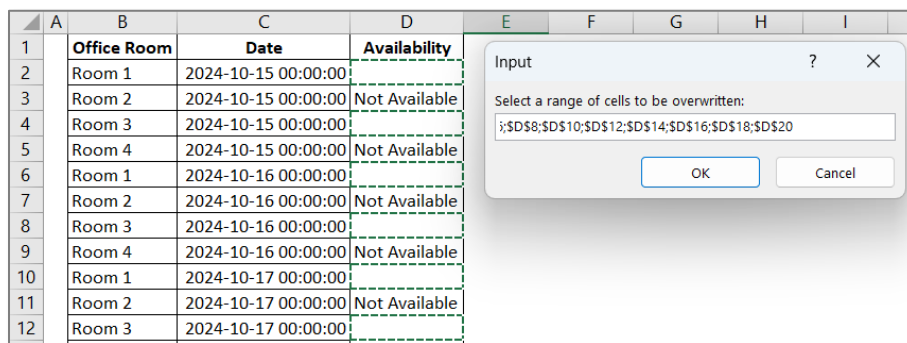 A B C D E F G H I
1 Office Room Date Availability
2 Room 1 2024-10-15 00:00:00
3 Room 2 2024-10-15 00:00:00 Not Available
4 Room 3 2024-10-15 00:00:00
5 Room 4 2024-10-15 00:00:00 Not Available
6 Room 1 2024-10-16 00:00:00
7 Room 2 2024-10-16 00:00:00 Not Available
8 Room 3 2024-10-16 00:00:00
9 Room 4 2024-10-16 00:00:00 Not Available
10 Room 1 2024-10-17 00:00:00
11 Room 2 2024-10-17 00:00:00 Not Available
12 Room 3 2024-10-17 00:00:00
Input ? ×
Select a range of cells to be overwritten:
;$D$8;$D$10;$D$12;$D$14;$D$16;$D$18;$D$20
OK Cancel